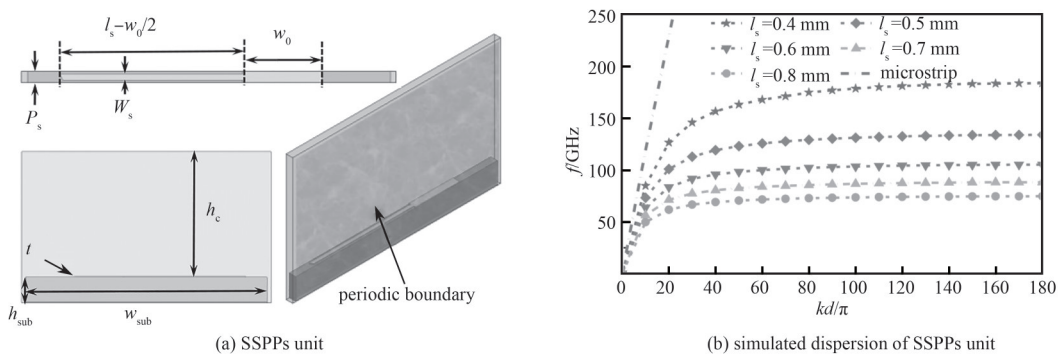 l_s−w_0/2
w_0
P_s
W_s
h_c
t
h_sub
w_sub
periodic boundary
(a) SSPPs unit
250
200
150
100
50
f/GHz
l_s=0.4 mm
l_s=0.5 mm
l_s=0.6 mm
l_s=0.7 mm
l_s=0.8 mm
microstrip
0 20 40 60 80 100 120 140 160 180
kd/π
(b) simulated dispersion of SSPPs unit